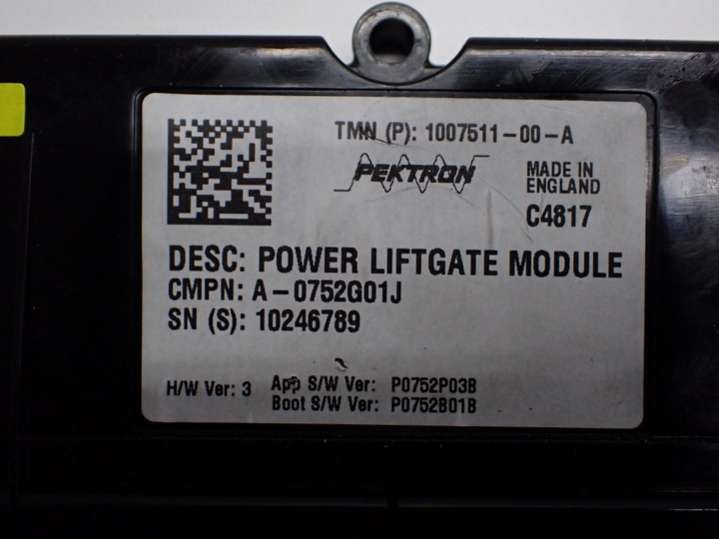 TMN (P): 1007511-00-A
PEKTRON
MADE IN
ENGLAND
C4817
DESC: POWER LIFTGATE MODULE
CMPN: A-0752G01J
SN (S): 10246789
H/W Ver: 3
App S/W Ver: P0752P03B
Boot S/W Ver: P0752B01B